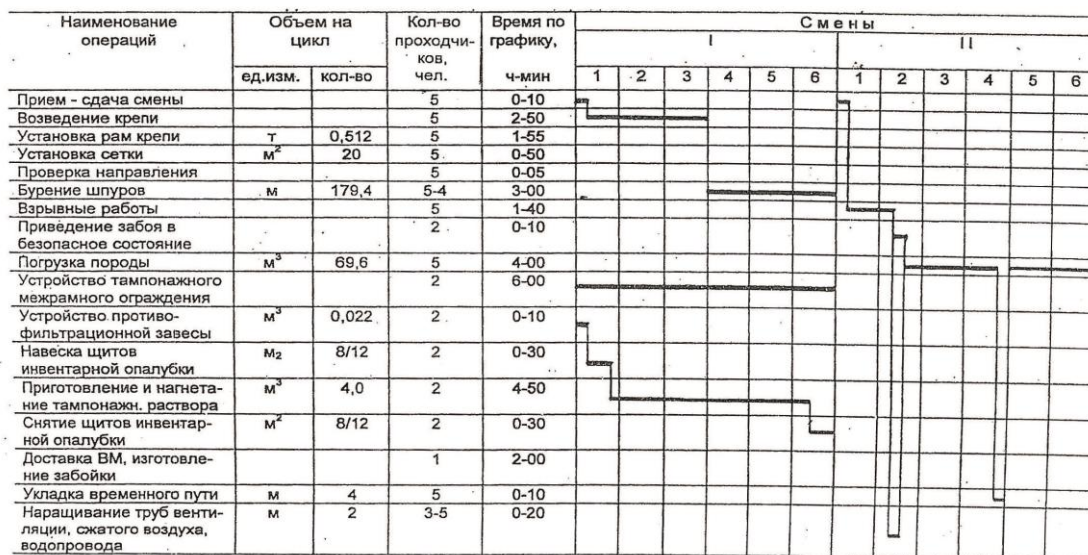 Наименование операций | Объем на цикл | Кол-во проходчи-ков, чел. | Время по графику, ч-мин | Смены
I | II
ед.изм. | кол-во | 1 | 2 | 3 | 4 | 5 | 6 | 1 | 2 | 3 | 4 | 5 | 6
Прием - сдача смены | 5 | 0-10
Возведение крепи | 5 | 2-50
Установка рам крепи | т | 0,512 | 5 | 1-55
Установка сетки | м² | 20 | 5 | 0-50
Проверка направления | 5 | 0-05
Бурение шпуров | м | 179,4 | 5-4 | 3-00
Взрывные работы | 5 | 1-40
Приведение забоя в | 2 | 0-10
безопасное состояние
Погрузка породы | м³ | 69,6 | 5 | 4-00
Устройство тампонажного | 2 | 6-00
межрамного ограждения
Устройство противо- | м³ | 0,022 | 2 | 0-10
фильтрационной завесы
Навеска щитов | м₂ | 8/12 | 2 | 0-30
инвентарной опалубки
Приготовление и нагнета- | м³ | 4,0 | 2 | 4-50
ние тампонажн. раствора
Снятие щитов инвентар- | м² | 8/12 | 2 | 0-30
ной опалубки
Доставка ВМ, изготовле- | 1 | 2-00
ние забойки
Укладка временного пути | м | 4 | 5 | 0-10
Наращивание труб венти- | м | 2 | 3-5 | 0-20
ляции, сжатого воздуха,
водопровода